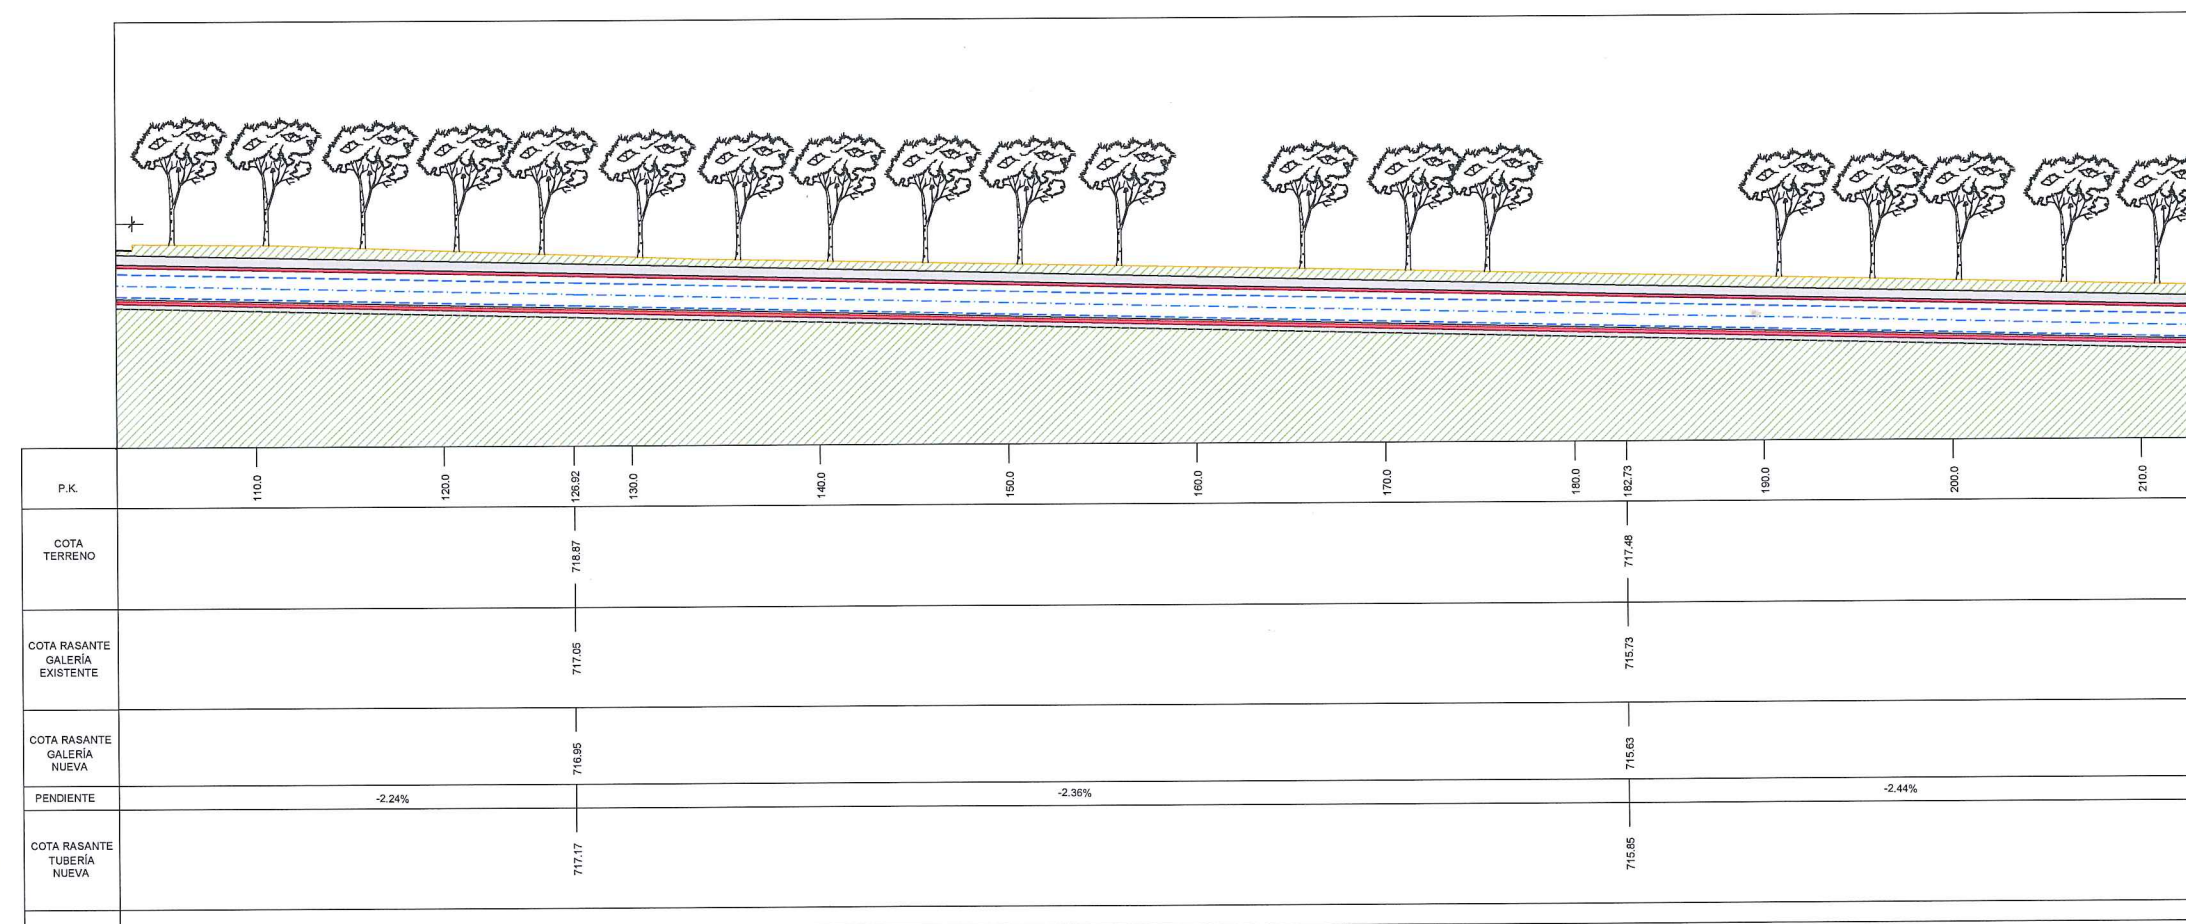 P.K.
110.0 120.0 126.92 130.0 140.0 150.0 160.0 170.0 180.0 182.73 190.0 200.0 210.0
COTA
TERRENO
718.87 717.48
COTA RASANTE
GALERÍA
EXISTENTE
717.05 715.73
COTA RASANTE
GALERÍA
NUEVA
716.95 715.63
PENDIENTE
-2.24% -2.36% -2.44%
COTA RASANTE
TUBERÍA
NUEVA
717.17 715.85